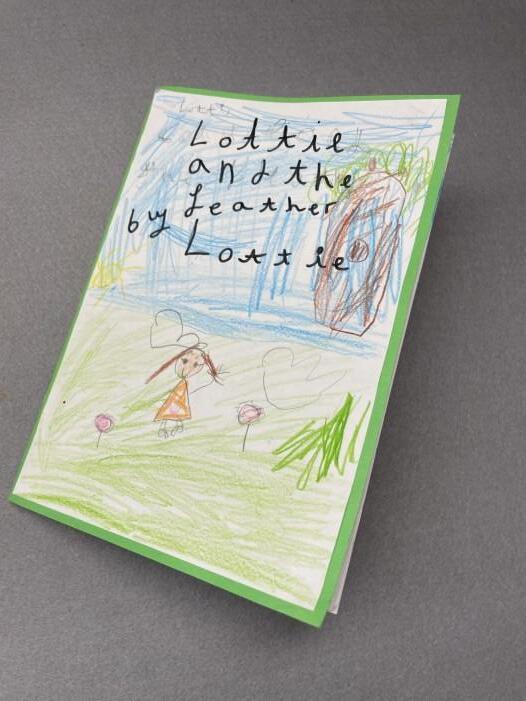 Lottie
and the
feather
by
Lottie